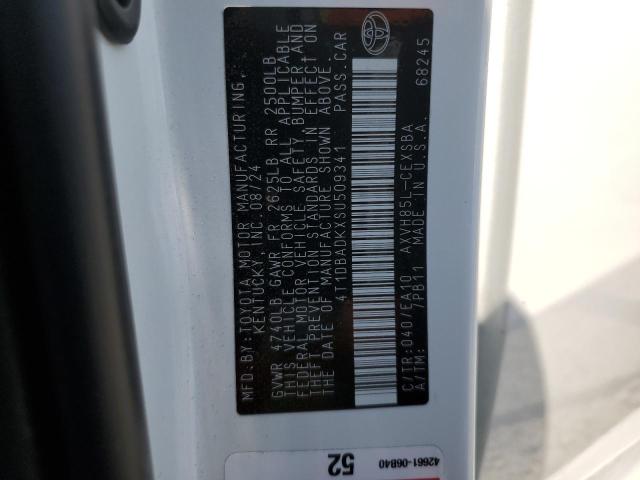 MFD.BY:TOYOTA MOTOR MANUFACTURING,
KENTUCKY, INC. 08/24
GVWR 4740LB GAWR FR 2625LB RR 2500LB
THIS VEHICLE CONFORMS TO ALL APPLICABLE
FEDERAL MOTOR VEHICLE SAFETY, BUMPER AND
THEFT PREVENTION STANDARDS IN EFFECT ON
THE DATE OF MANUFACTURE SHOWN ABOVE.
4T1DBADKXSU509341 PASS.CAR
C/TR:040/EA10 AXVH85L-CEXSBA
A/TM: 7PB11 MADE IN U.S.A.
68245
52
42661-06B40